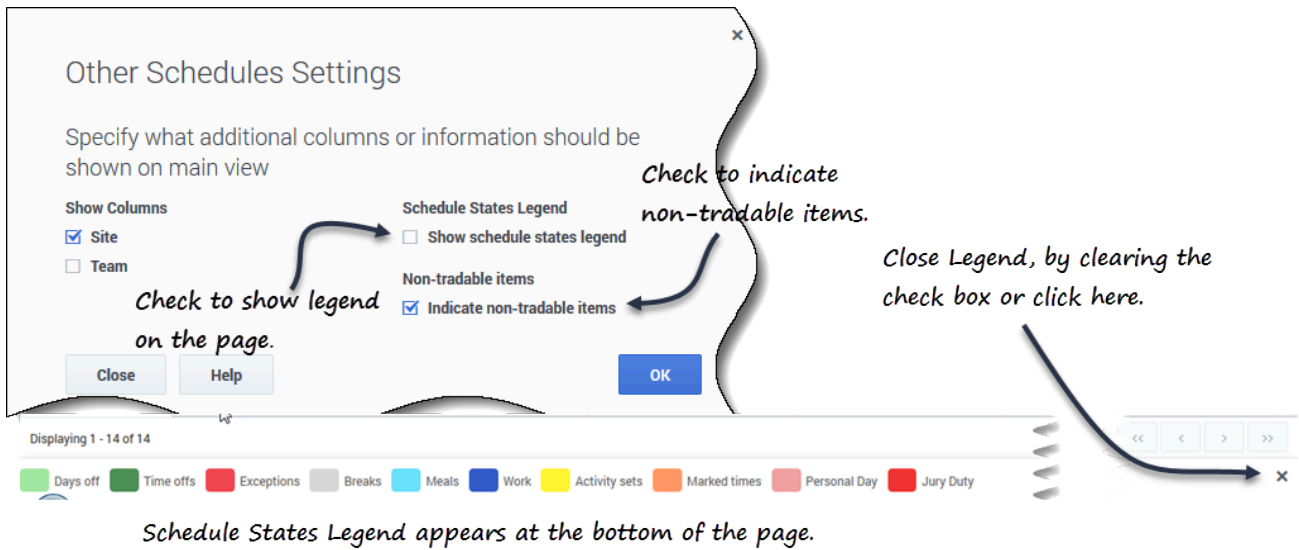 ×
Other Schedules Settings
Specify what additional columns or information should be
shown on main view
Check to indicate
non-tradable items.
Show Columns
Site
Team
Schedule States Legend
Show schedule states legend
Non-tradable items
Indicate non-tradable items
Check to show legend
on the page.
Close Legend, by clearing the
check box or click here.
Close
Help
OK
Displaying 1 - 14 of 14
<< < > >>
Days off Time offs Exceptions Breaks Meals Work Activity sets Marked times Personal Day Jury Duty ×
Schedule States Legend appears at the bottom of the page.